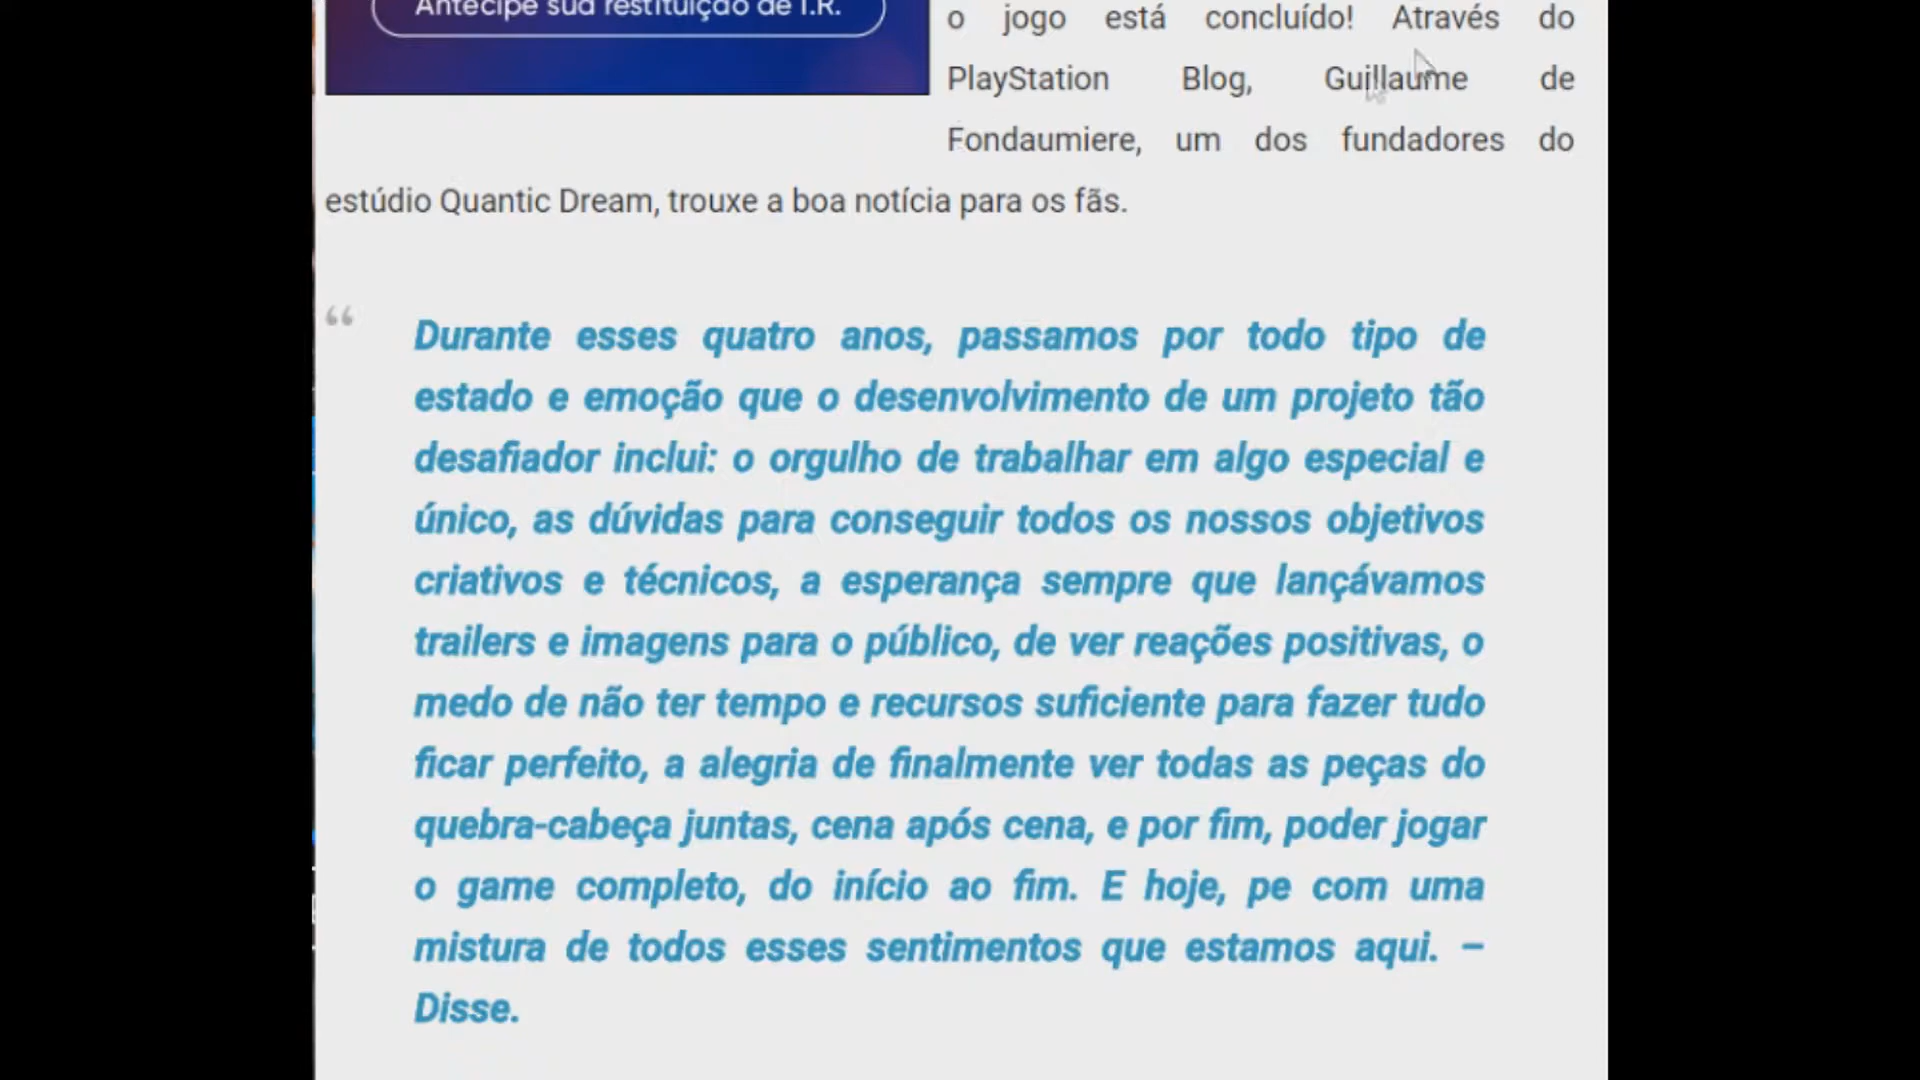 Antecipe sua restituição de I.R.
o jogo está concluído! Através do
PlayStation Blog, Guillaume de
Fondaumiere, um dos fundadores do
estúdio Quantic Dream, trouxe a boa notícia para os fãs.
“
Durante esses quatro anos, passamos por todo tipo de
estado e emoção que o desenvolvimento de um projeto tão
desafiador inclui: o orgulho de trabalhar em algo especial e
único, as dúvidas para conseguir todos os nossos objetivos
criativos e técnicos, a esperança sempre que lançávamos
trailers e imagens para o público, de ver reações positivas, o
medo de não ter tempo e recursos suficiente para fazer tudo
ficar perfeito, a alegria de finalmente ver todas as peças do
quebra-cabeça juntas, cena após cena, e por fim, poder jogar
o game completo, do início ao fim. E hoje, pe com uma
mistura de todos esses sentimentos que estamos aqui. –
Disse.